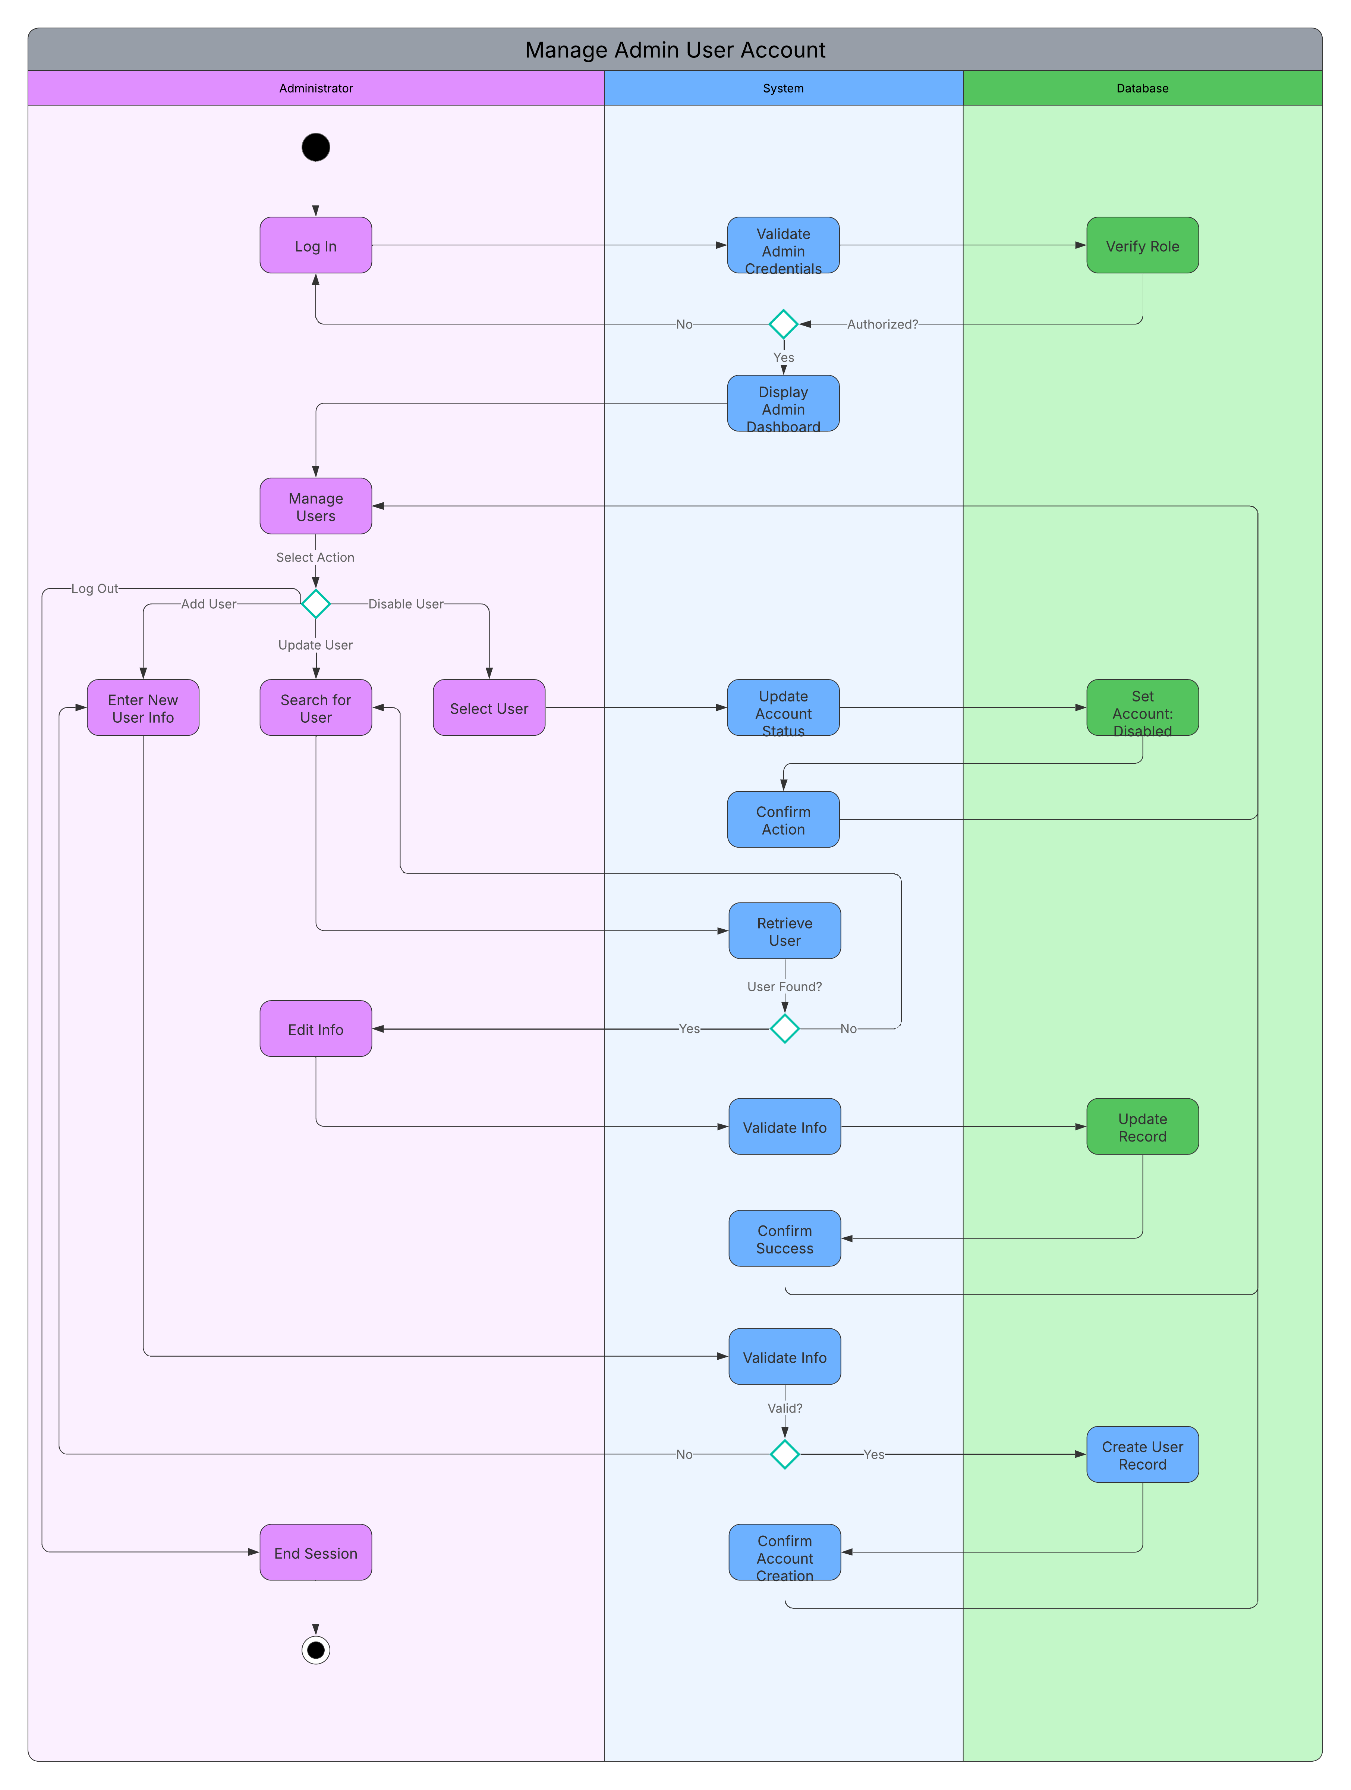 Manage Admin User Account
Administrator
System
Database
Log In
Validate
Admin
Credentials
Verify Role
No
Authorized?
Yes
Display
Admin
Dashboard
Manage
Users
Select Action
Log Out
Add User
Disable User
Update User
Enter New
User Info
Search for
User
Select User
Update
Account
Status
Set
Account:
Disabled
Confirm
Action
Retrieve
User
User Found?
Edit Info
Yes
No
Validate Info
Update
Record
Confirm
Success
Validate Info
Valid?
No
Yes
Create User
Record
End Session
Confirm
Account
Creation